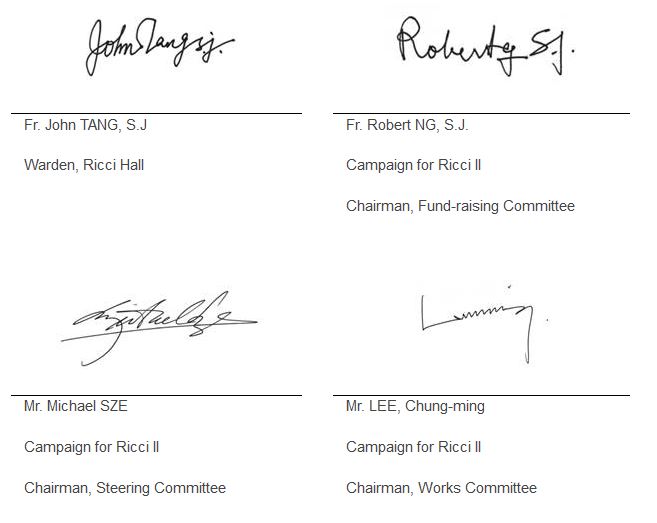 John Tang sj.
Robert Ng S.J.
Fr. John TANG, S.J
Warden, Ricci Hall
Fr. Robert NG, S.J.
Campaign for Ricci II
Chairman, Fund-raising Committee
Mr. Michael SZE
Campaign for Ricci II
Chairman, Steering Committee
Mr. LEE, Chung-ming
Campaign for Ricci II
Chairman, Works Committee